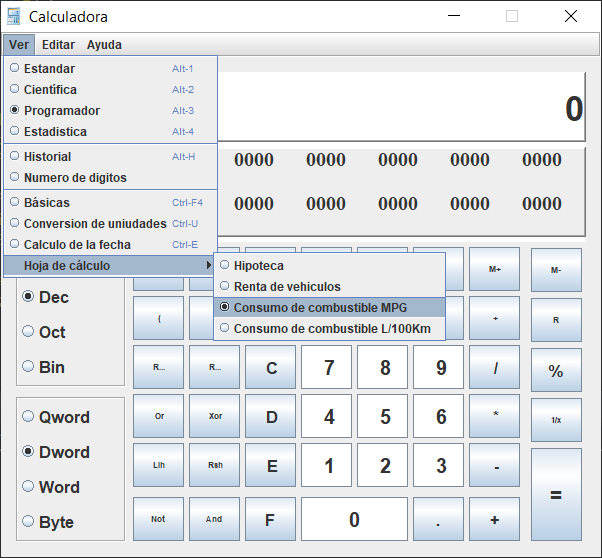 Calculadora
Ver Editar Ayuda
Estandar Alt-1
Científica Alt-2
Programador Alt-3
Estadistica Alt-4
Historial Alt-H
Numero de digitos
Básicas Ctrl-F4
Conversion de uniudades Ctrl-U
Calculo de la fecha Ctrl-E
Hoja de cálculo
Hipoteca
Renta de vehiculos
Consumo de combustible MPG
Consumo de combustible L/100Km
0
0000 0000 0000 0000 0000
0000 0000 0000 0000 0000
M+ M-
Dec
Oct
Bin
( ÷ R
R... R... C 7 8 9 / %
Qword
Dword
Word
Byte
Or Xor D 4 5 6 * 1/x
Lsh Rsh E 1 2 3 - =
Not And F 0 . +